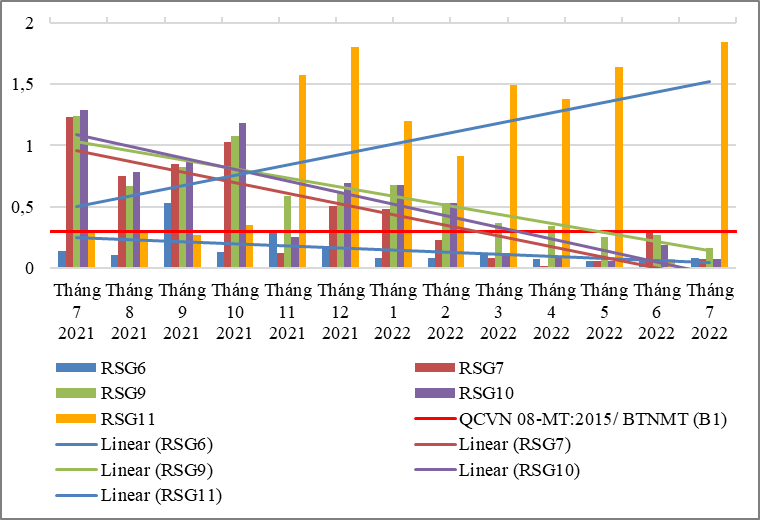 2
1,5
1
0,5
0
Tháng Tháng Tháng Tháng Tháng Tháng Tháng Tháng Tháng Tháng Tháng Tháng Tháng
7 8 9 10 11 12 1 2 3 4 5 6 7
2021 2021 2021 2021 2021 2021 2022 2022 2022 2022 2022 2022 2022
RSG6 RSG7
RSG9 RSG10
RSG11 QCVN 08-MT:2015/ BTNMT (B1)
Linear (RSG6) Linear (RSG7)
Linear (RSG9) Linear (RSG10)
Linear (RSG11)